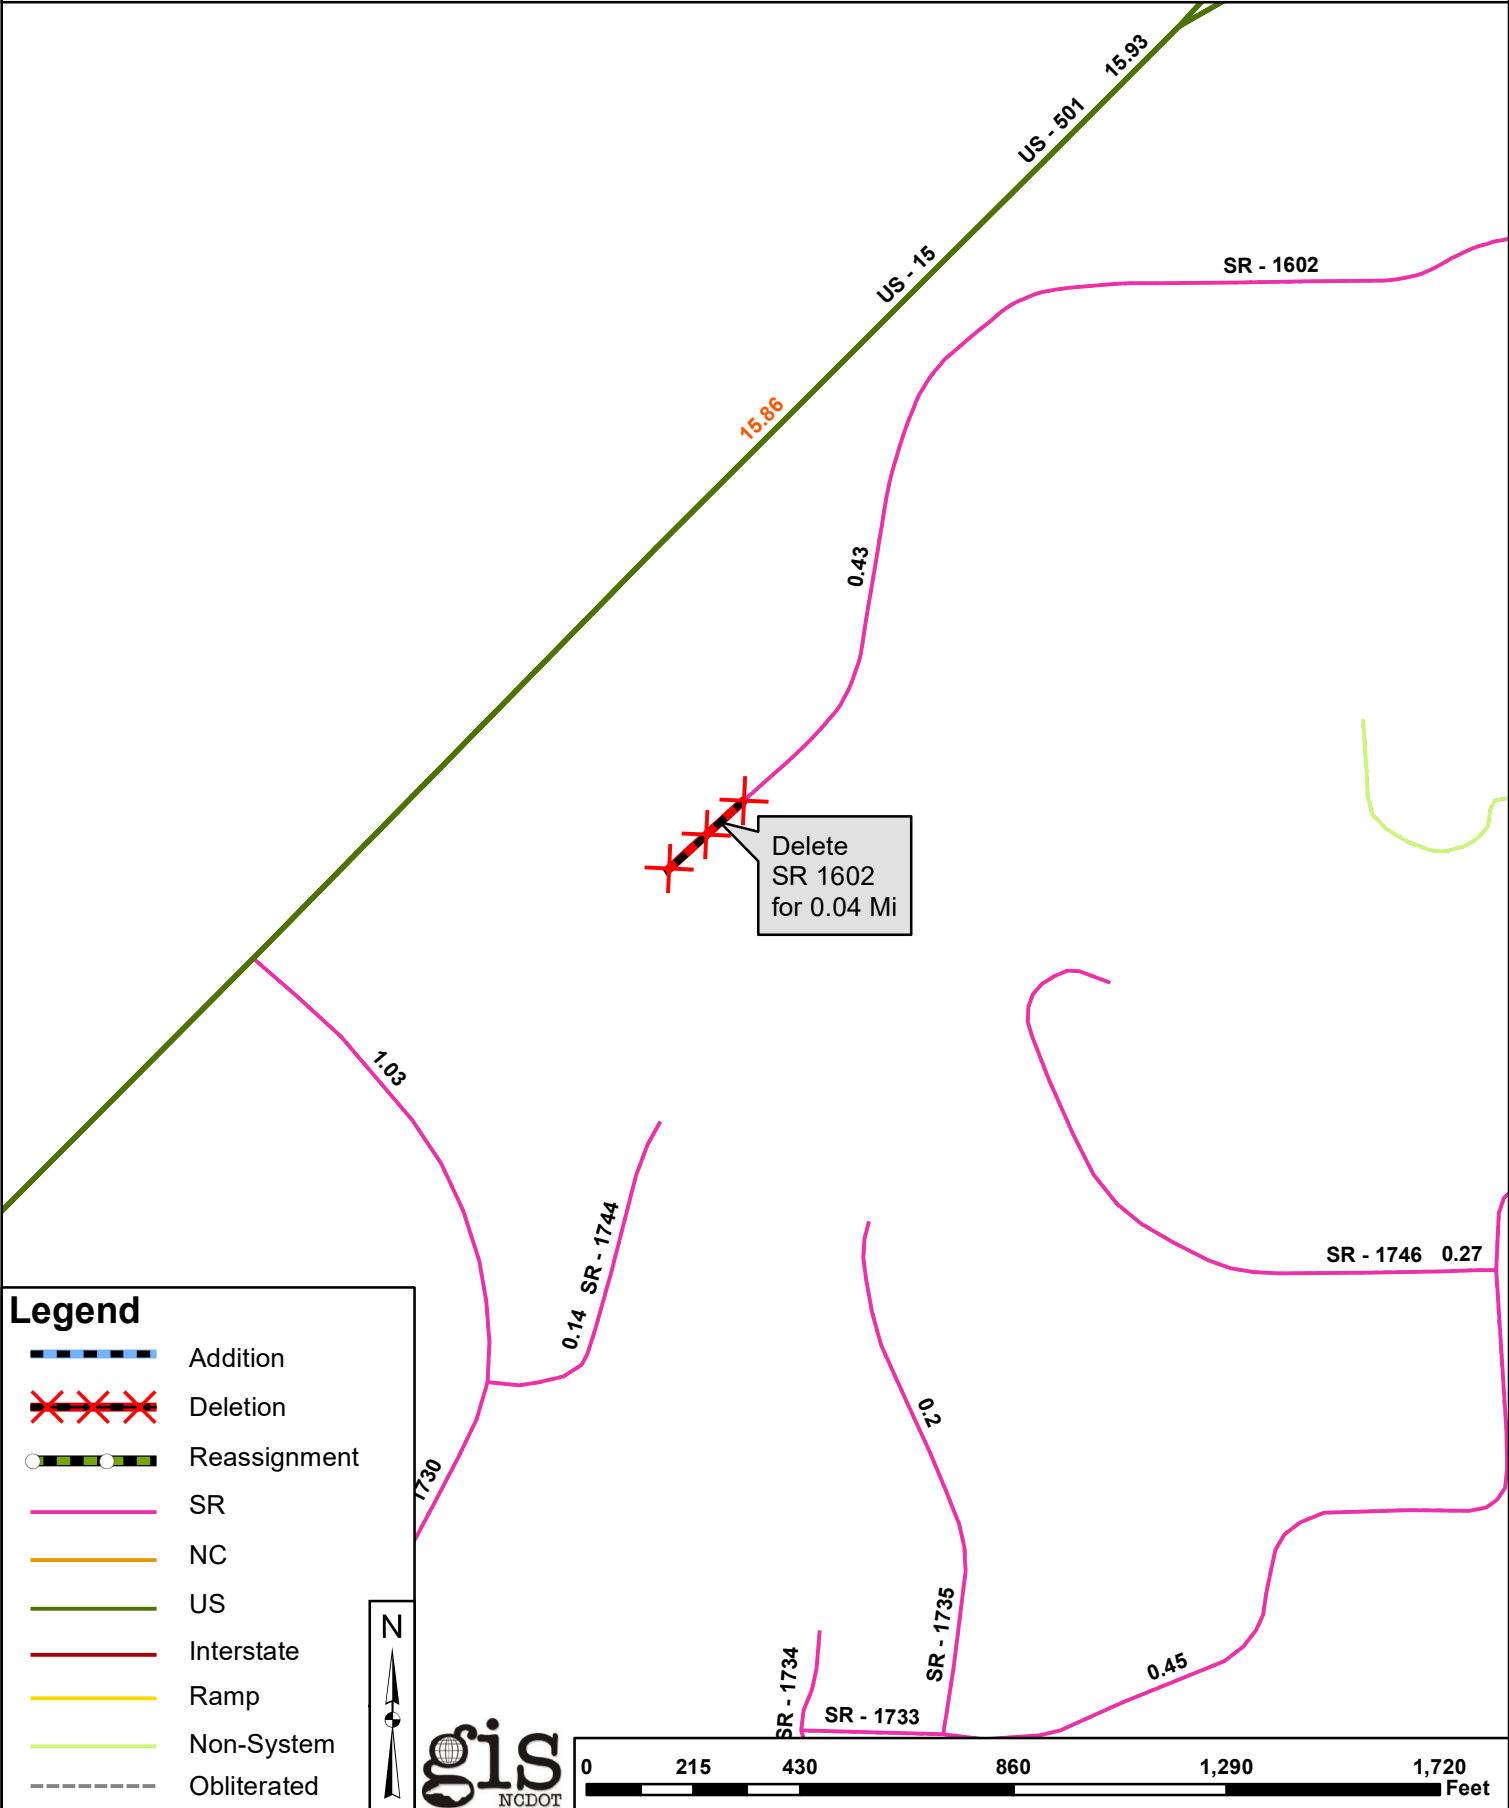 15.93
US - 501
US - 15
SR - 1602
15.86
0.43
Delete
SR 1602
for 0.04 Mi
1.03
SR - 1744
0.14
SR - 1746 0.27
0.2
1730
SR - 1735
SR - 1734
SR - 1733
0.45
Legend
Addition
Deletion
Reassignment
SR
NC
US
Interstate
Ramp
Non-System
Obliterated
N
gis
NCDOT
0 215 430 860 1,290 1,720
Feet